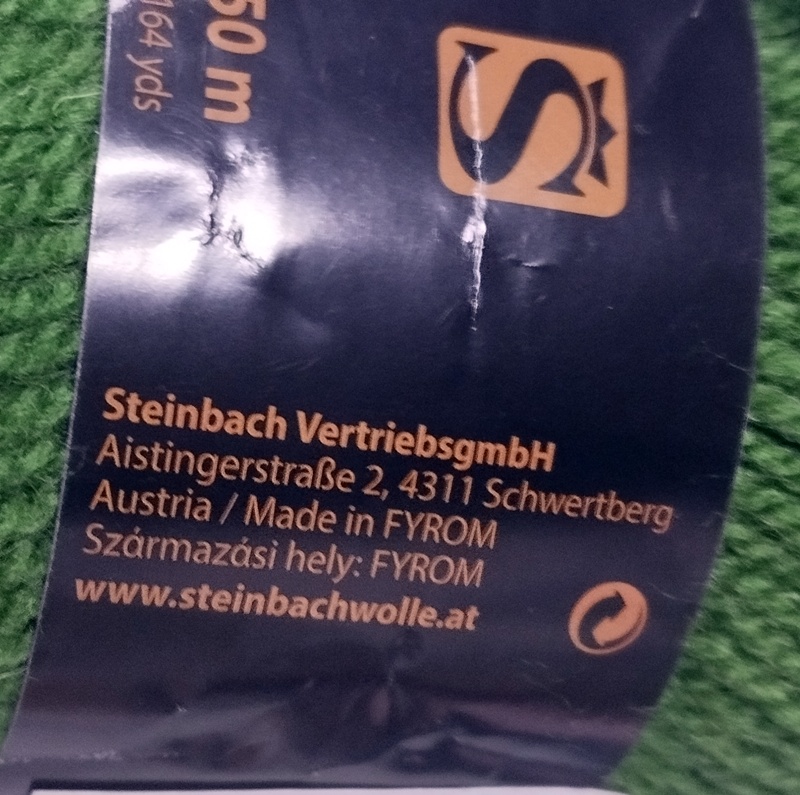 50 m
164 yds
S
Steinbach VertriebsgmbH
Aistingerstraße 2, 4311 Schwertberg
Austria / Made in FYROM
Származási hely: FYROM
www.steinbachwolle.at